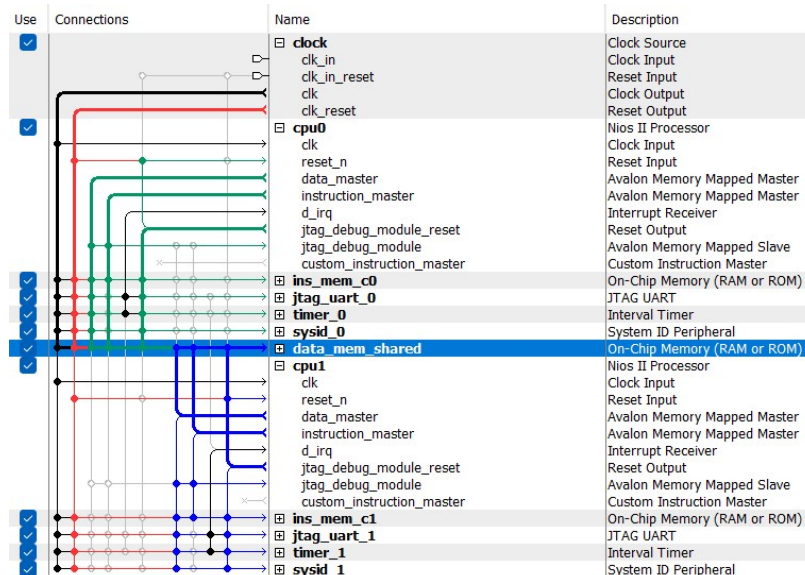 Use Connections Name Description
clock Clock Source
clk_in Clock Input
clk_in_reset Reset Input
clk Clock Output
clk_reset Reset Output
cpu0 Nios II Processor
clk Clock Input
reset_n Reset Input
data_master Avalon Memory Mapped Master
instruction_master Avalon Memory Mapped Master
d_irq Interrupt Receiver
jtag_debug_module_reset Reset Output
jtag_debug_module Avalon Memory Mapped Slave
custom_instruction_master Custom Instruction Master
ins_mem_c0 On-Chip Memory (RAM or ROM)
jtag_uart_0 JTAG UART
timer_0 Interval Timer
sysid_0 System ID Peripheral
data_mem_shared On-Chip Memory (RAM or ROM)
cpu1 Nios II Processor
clk Clock Input
reset_n Reset Input
data_master Avalon Memory Mapped Master
instruction_master Avalon Memory Mapped Master
d_irq Interrupt Receiver
jtag_debug_module_reset Reset Output
jtag_debug_module Avalon Memory Mapped Slave
custom_instruction_master Custom Instruction Master
ins_mem_c1 On-Chip Memory (RAM or ROM)
jtag_uart_1 JTAG UART
timer_1 Interval Timer
sysid_1 System ID Peripheral